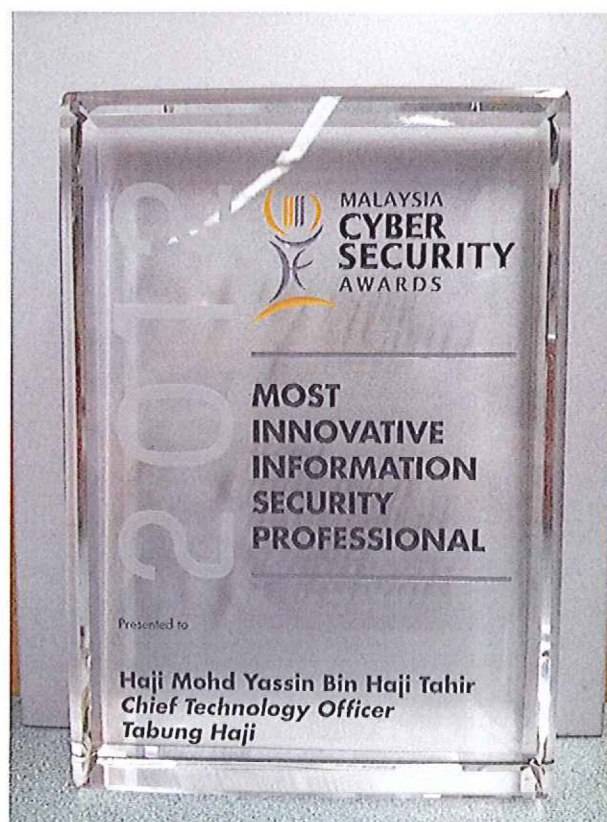 MALAYSIA
CYBER
SECURITY
AWARDS
MOST
INNOVATIVE
INFORMATION
SECURITY
PROFESSIONAL
Presented to
Haji Mohd Yassin Bin Haji Tahir
Chief Technology Officer
Tabung Haji